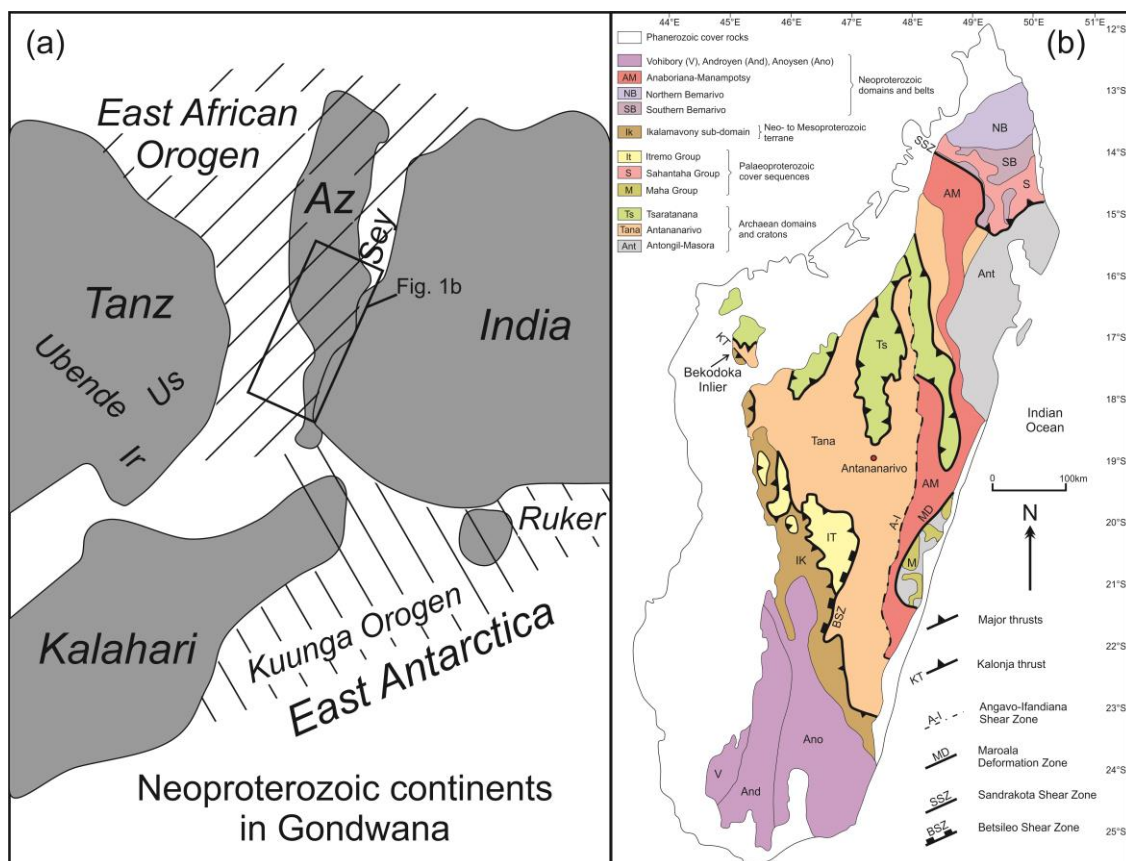 (a)
East African
Orogen
Az
Sey
Fig. 1b
Tanz
India
Ubende
Us
Ir
Ruker
Kalahari
Kuunga Orogen
East Antarctica
Neoproterozoic continents
in Gondwana
(b)
44°E 45°E 46°E 47°E 48°E 49°E 50°E
12°S
13°S
14°S
15°S
16°S
17°S
18°S
19°S
20°S
21°S
22°S
23°S
24°S
25°S
Phanerozoic cover rocks
Vohibory (V), Androyen (And), Anoysen (Ano)
AM Anaboriana-Manampotsy
NB Northern Bemarivo
SB Southern Bemarivo
Neoproterozoic
domains and belts
Ik Ikalamavony sub-domain
Neo- to Mesoproterozoic
terrane
It Itremo Group
S Sahantaha Group
M Maha Group
Palaeoproterozoic
cover sequences
Ts Tsaratanana
Tana Antananarivo
Ant Antongil-Masora
Archaean domains
and cratons
NB
SSZ
SB
AM
S
Ant
KT
Bekodoka
Inlier
Ts
Tana
Antananarivo
Indian
Ocean
0 100km
AM
MD
A-I
IT
IK
M
BSZ
N
Ano
V
And
Major thrusts
KT
Kalonja thrust
A-I
Angavo-Ifandiana
Shear Zone
MD
Maroala
Deformation Zone
SSZ
Sandrakota Shear Zone
BSZ
Betsileo Shear Zone